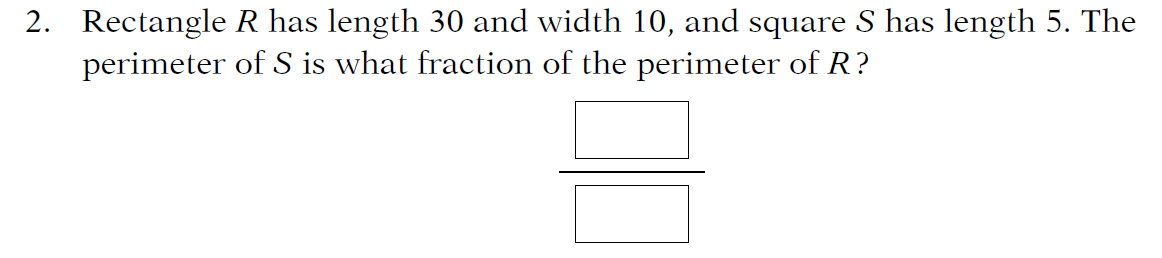 2. Rectangle R has length 30 and width 10, and square S has length 5. The
perimeter of S is what fraction of the perimeter of R?